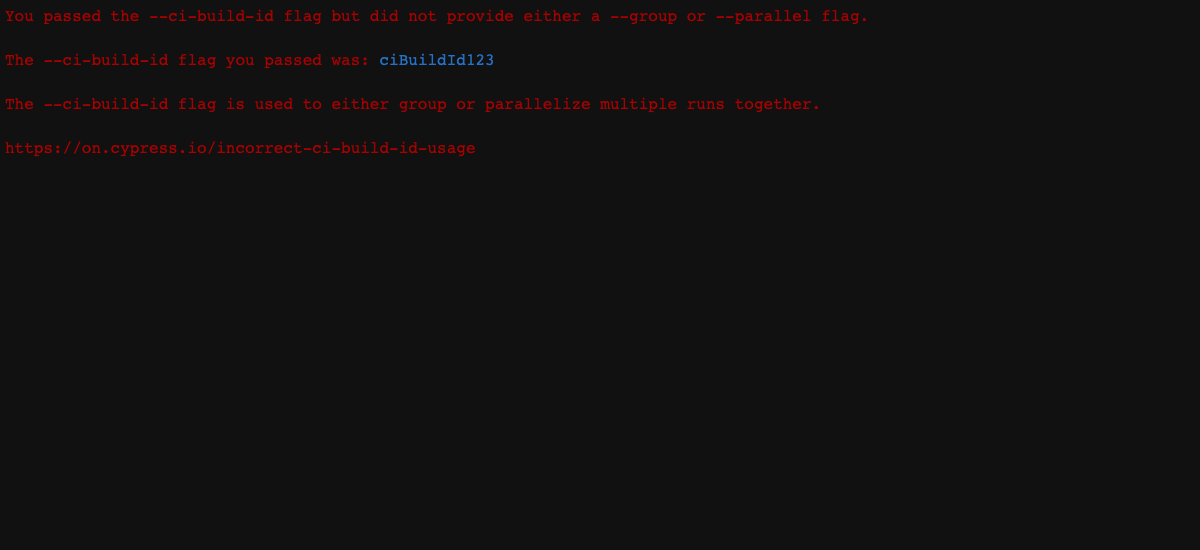 You passed the --ci-build-id flag but did not provide either a --group or --parallel flag.
The --ci-build-id flag you passed was: ciBuildId123
The --ci-build-id flag is used to either group or parallelize multiple runs together.
https://on.cypress.io/incorrect-ci-build-id-usage